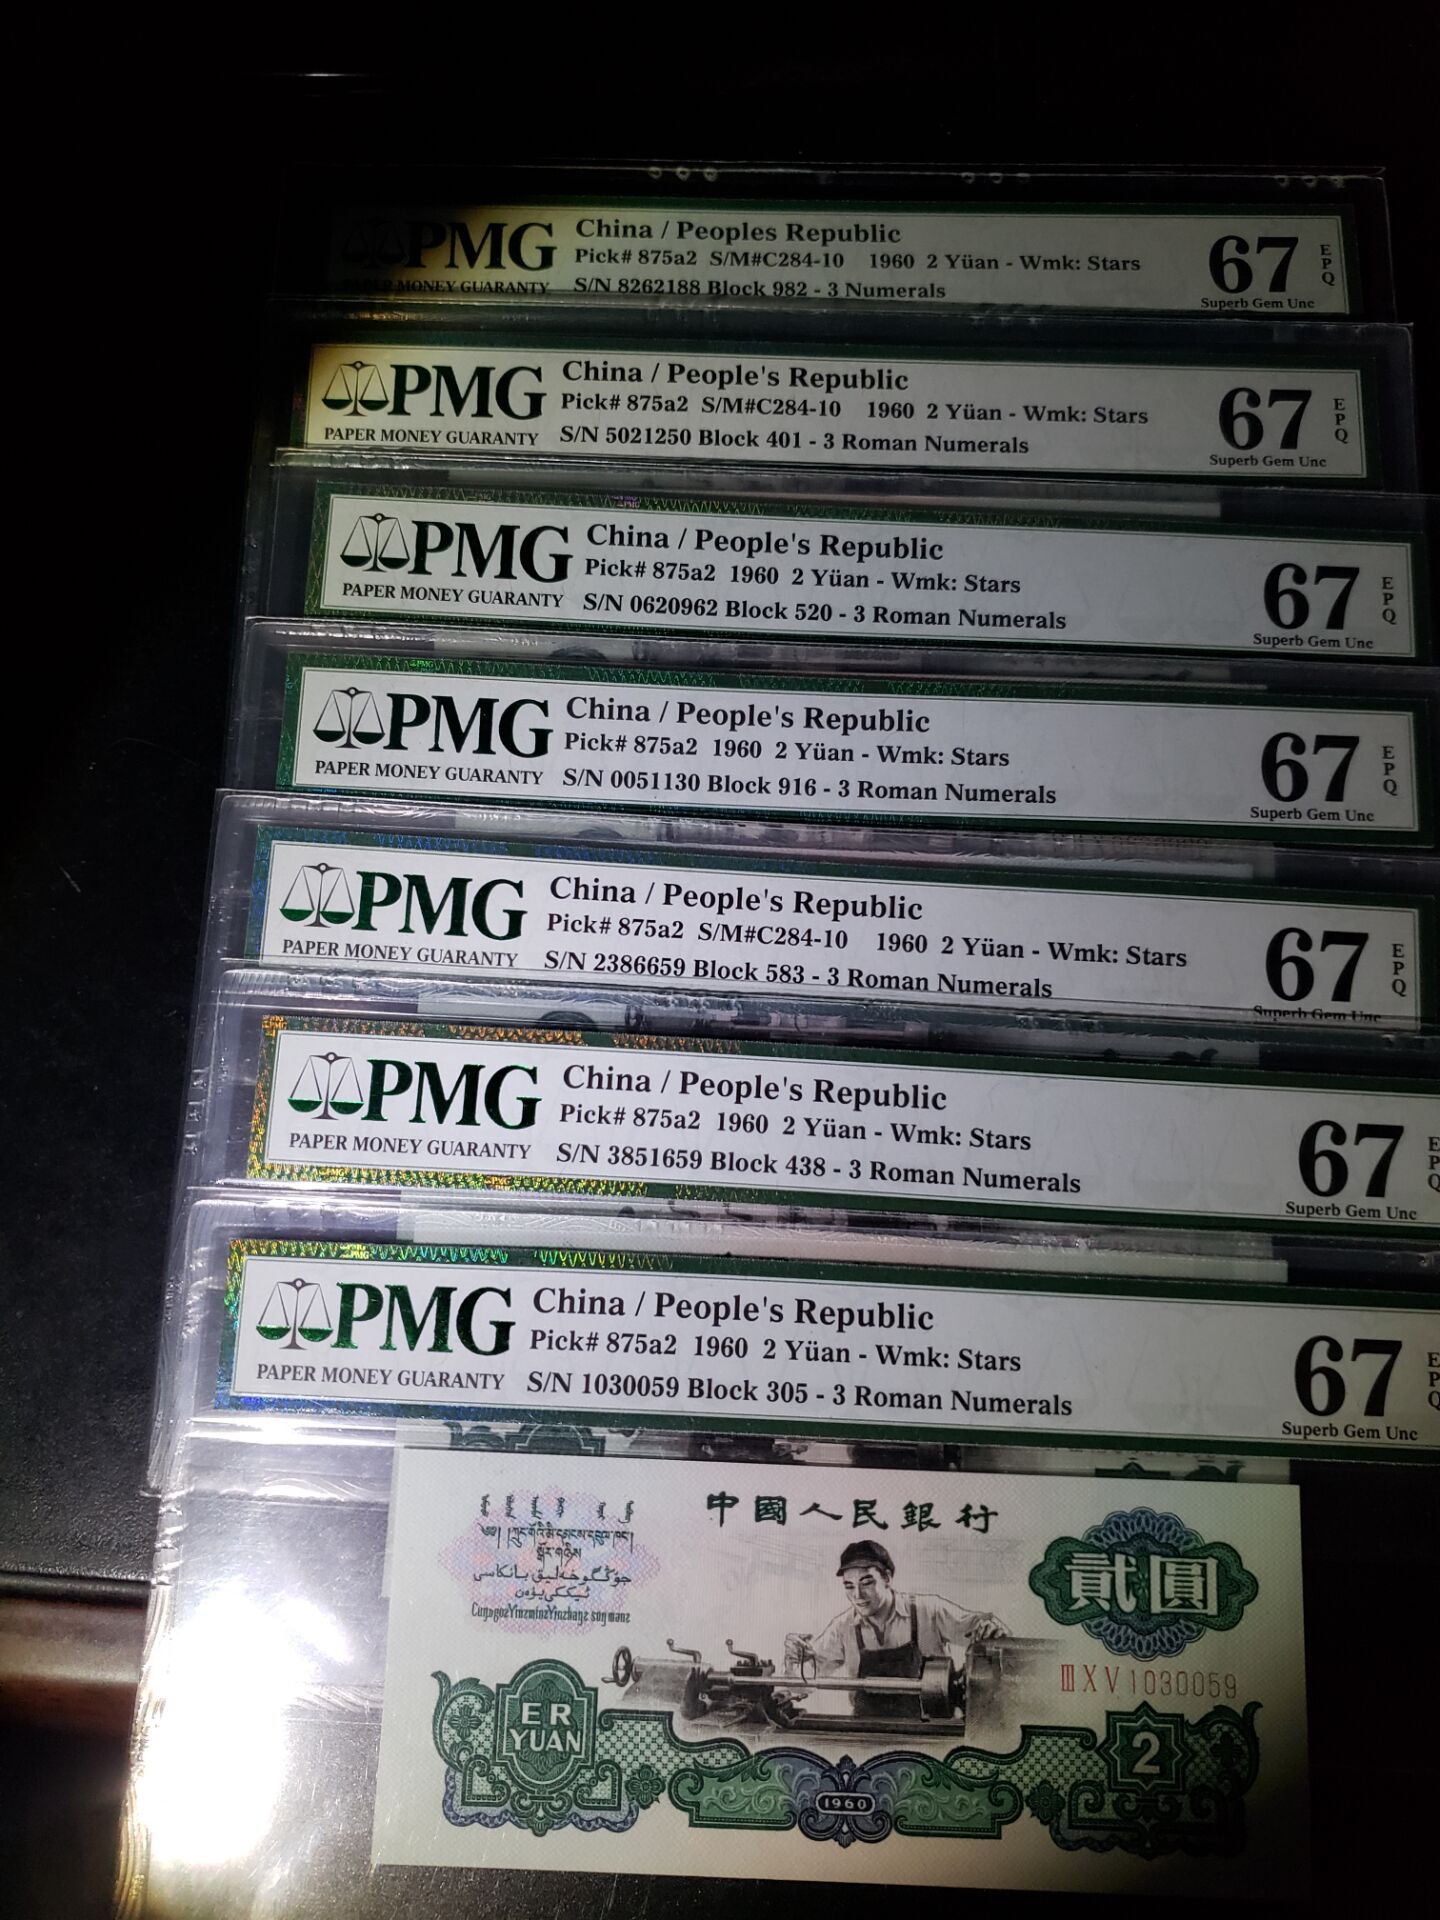 PMG
MONEY GUARANTY
China / Peoples Republic
Pick# 875a2 S/M#C284-10 1960 2 Yüan - Wmk: Stars
S/N 8262188 Block 982 - 3 Numerals
67
EPQ
Superb Gem Unc
PMG
PAPER MONEY GUARANTY
China / People's Republic
Pick# 875a2 S/M#C284-10 1960 2 Yüan - Wmk: Stars
S/N 5021250 Block 401 - 3 Roman Numerals
67
EPQ
Superb Gem Unc
PMG
PAPER MONEY GUARANTY
China / People's Republic
Pick# 875a2 1960 2 Yüan - Wmk: Stars
S/N 0620962 Block 520 - 3 Roman Numerals
67
EPQ
Superb Gem Unc
PMG
PAPER MONEY GUARANTY
China / People's Republic
Pick# 875a2 1960 2 Yüan - Wmk: Stars
S/N 0051130 Block 916 - 3 Roman Numerals
67
EPQ
Superb Gem Unc
PMG
PAPER MONEY GUARANTY
China / People's Republic
Pick# 875a2 S/M#C284-10 1960 2 Yüan - Wmk: Stars
S/N 2386659 Block 583 - 3 Roman Numerals
67
EPQ
Superb Gem Unc
PMG
PAPER MONEY GUARANTY
China / People's Republic
Pick# 875a2 1960 2 Yüan - Wmk: Stars
S/N 3851659 Block 438 - 3 Roman Numerals
67
EPQ
Superb Gem Unc
PMG
PAPER MONEY GUARANTY
China / People's Republic
Pick# 875a2 1960 2 Yüan - Wmk: Stars
S/N 1030059 Block 305 - 3 Roman Numerals
67
EPQ
Superb Gem Unc
中國人民銀行
貳圓
ⅢⅩⅤ1030059
ER
YUAN
2
1960